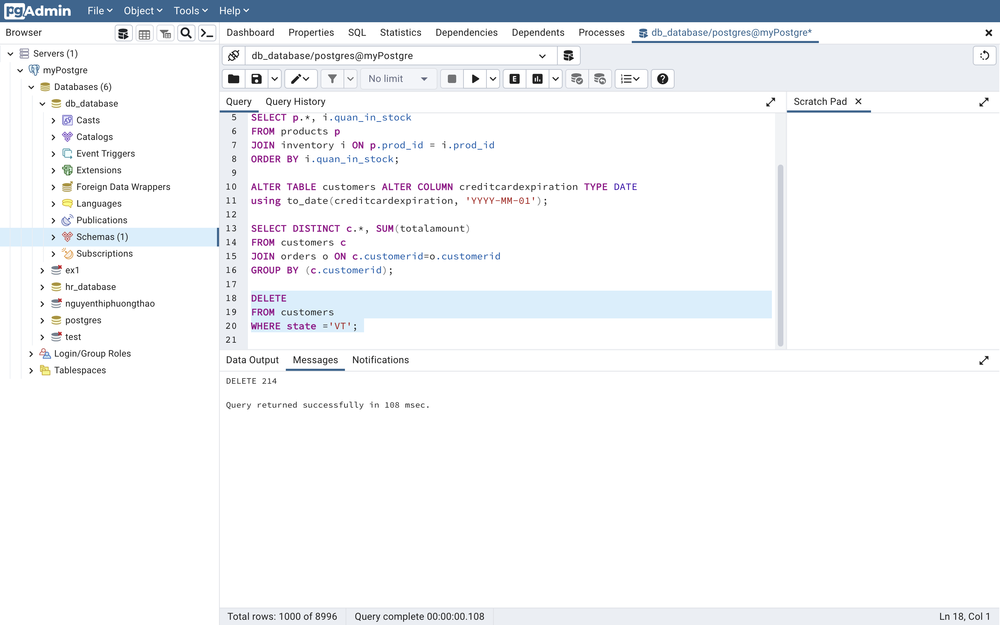 pgAdmin File Object Tools Help
Browser
Dashboard Properties SQL Statistics Dependencies Dependents Processes db_database/postgres@myPostgre*
Servers (1)
myPostgre
Databases (6)
db_database
Casts
Catalogs
Event Triggers
Extensions
Foreign Data Wrappers
Languages
Publications
Schemas (1)
Subscriptions
ex1
hr_database
nguyenthiphuongthao
postgres
test
Login/Group Roles
Tablespaces
db_database/postgres@myPostgre
No limit
E
Query Query History
Scratch Pad
5 SELECT p.*, i.quan_in_stock
6 FROM products p
7 JOIN inventory i ON p.prod_id = i.prod_id
8 ORDER BY i.quan_in_stock;
9
10 ALTER TABLE customers ALTER COLUMN creditcardexpiration TYPE DATE
11 using to_date(creditcardexpiration, 'YYYY-MM-01');
12
13 SELECT DISTINCT c.*, SUM(totalamount)
14 FROM customers c
15 JOIN orders o ON c.customerid=o.customerid
16 GROUP BY (c.customerid);
17
18 DELETE
19 FROM customers
20 WHERE state ='VT';
21
Data Output Messages Notifications
DELETE 214
Query returned successfully in 108 msec.
Total rows: 1000 of 8996 Query complete 00:00:00.108 Ln 18, Col 1